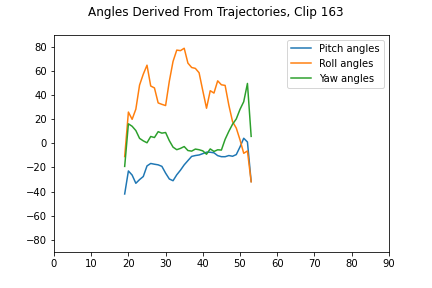 Angles Derived From Trajectories, Clip 163
Pitch angles
Roll angles
Yaw angles
80
60
40
20
0
−20
−40
−60
−80
0 10 20 30 40 50 60 70 80 90